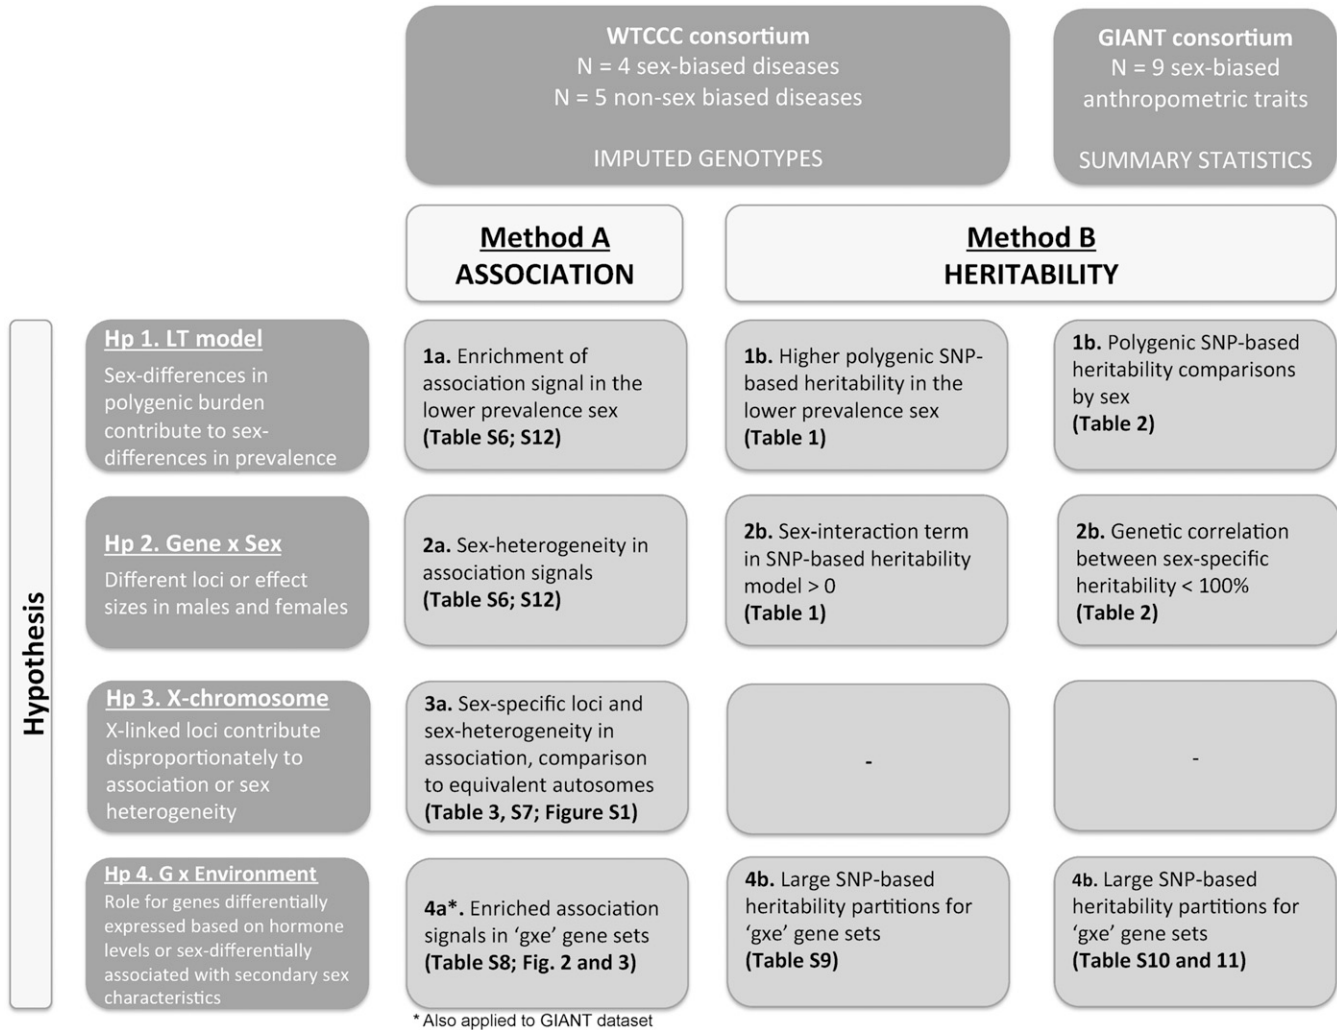 WTCCC consortium
N = 4 sex-biased diseases
N = 5 non-sex biased diseases
IMPUTED GENOTYPES
GIANT consortium
N = 9 sex-biased
anthropometric traits
SUMMARY STATISTICS
Method A
ASSOCIATION
Method B
HERITABILITY
Hypothesis
Hp 1. LT model
Sex-differences in
polygenic burden
contribute to sex-
differences in prevalence
1a. Enrichment of
association signal in the
lower prevalence sex
(Table S6; S12)
1b. Higher polygenic SNP-
based heritability in the
lower prevalence sex
(Table 1)
1b. Polygenic SNP-based
heritability comparisons
by sex
(Table 2)
Hp 2. Gene x Sex
Different loci or effect
sizes in males and females
2a. Sex-heterogeneity in
association signals
(Table S6; S12)
2b. Sex-interaction term
in SNP-based heritability
model > 0
(Table 1)
2b. Genetic correlation
between sex-specific
heritability < 100%
(Table 2)
Hp 3. X-chromosome
X-linked loci contribute
disproportionately to
association or sex
heterogeneity
3a. Sex-specific loci and
sex-heterogeneity in
association, comparison
to equivalent autosomes
(Table 3, S7; Figure S1)
-
-
Hp 4. G x Environment
Role for genes differentially
expressed based on hormone
levels or sex-differentially
associated with secondary sex
characteristics
4a*. Enriched association
signals in ‘gxe’ gene sets
(Table S8; Fig. 2 and 3)
4b. Large SNP-based
heritability partitions for
‘gxe’ gene sets
(Table S9)
4b. Large SNP-based
heritability partitions for
‘gxe’ gene sets
(Table S10 and 11)
* Also applied to GIANT dataset